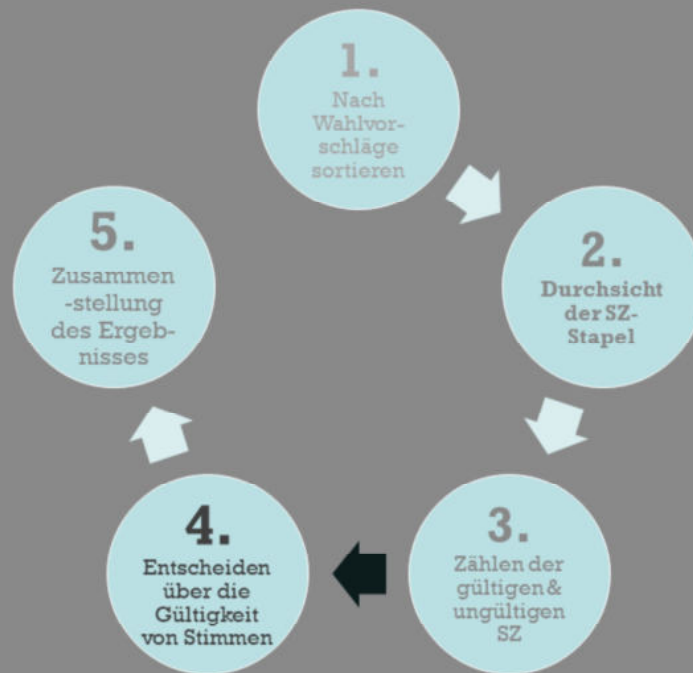 1.
Nach
Wahlvor-
schläge
sortieren
2.
Durchsicht
der SZ-
Stapel
3.
Zählen der
gültigen &
ungültigen
SZ
4.
Entscheiden
über die
Gültigkeit
von Stimmen
5.
Zusammen
-stellung
des Ergeb-
nisses